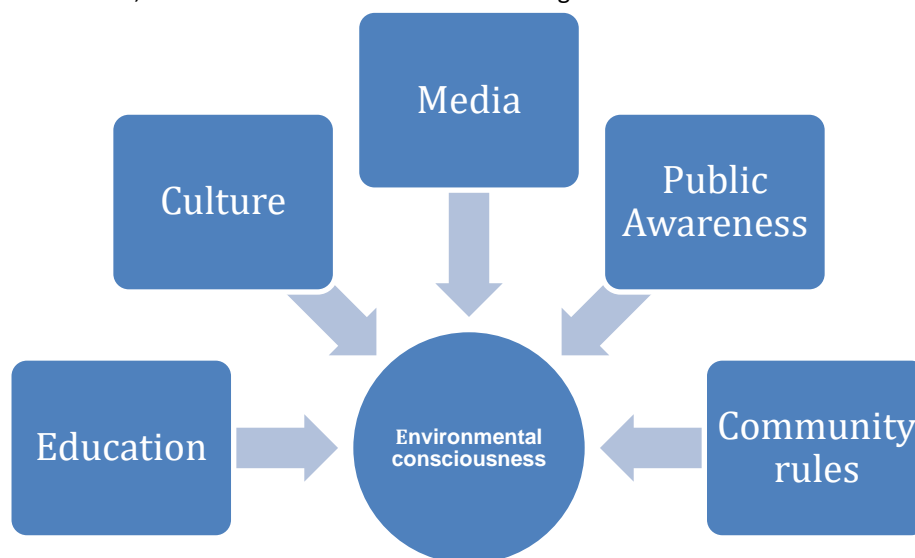 Media
Culture
Public
Awareness
Education
Environmental
consciousness
Community
rules